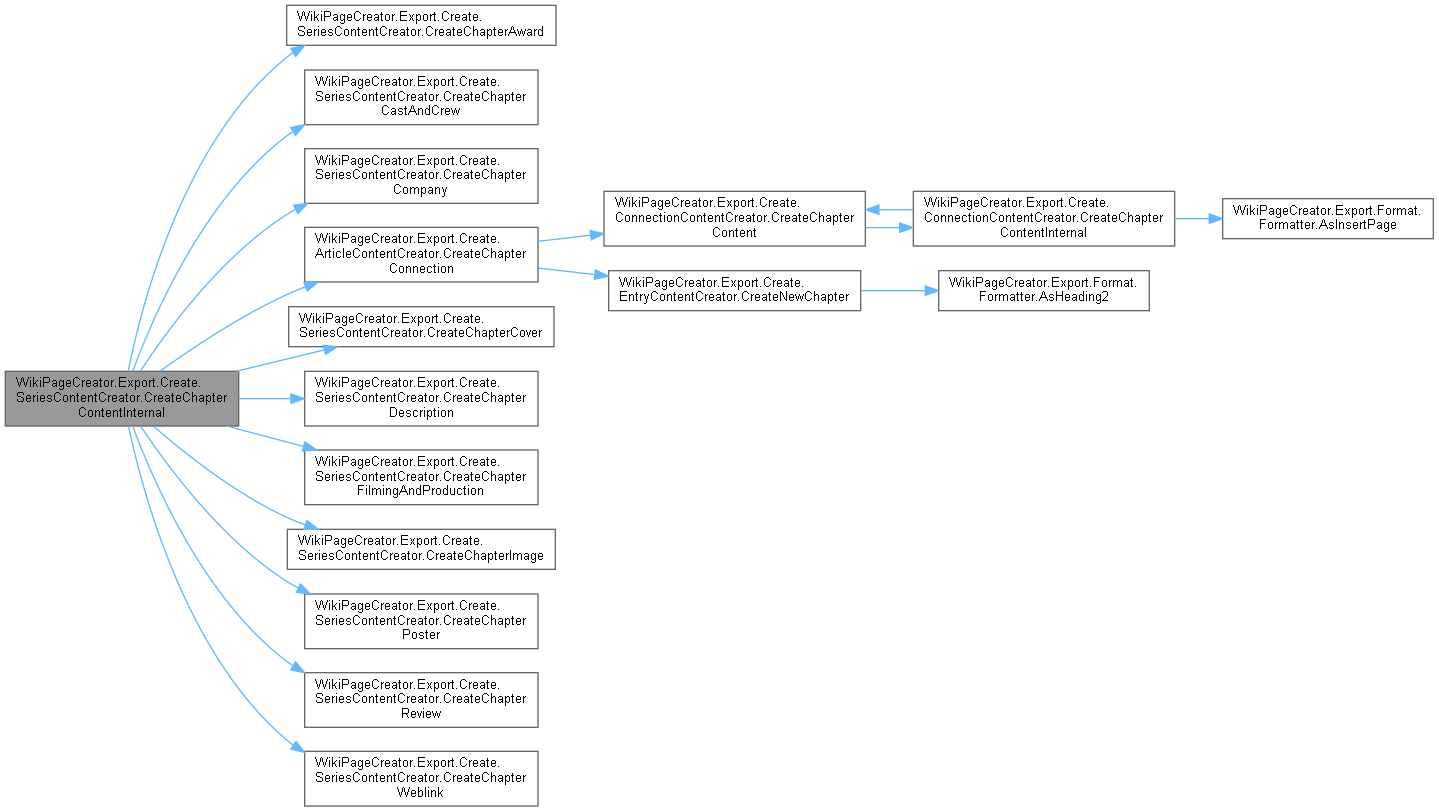 WikiPageCreator.Export.Create.
SeriesContentCreator.CreateChapterAward
WikiPageCreator.Export.Create.
SeriesContentCreator.CreateChapter
CastAndCrew
WikiPageCreator.Export.Create.
SeriesContentCreator.CreateChapter
Company
WikiPageCreator.Export.Create.
ArticleContentCreator.CreateChapter
Connection
WikiPageCreator.Export.Create.
ConnectionContentCreator.CreateChapter
Content
WikiPageCreator.Export.Create.
ConnectionContentCreator.CreateChapter
ContentInternal
WikiPageCreator.Export.Format.
Formatter.AsInsertPage
WikiPageCreator.Export.Create.
EntryContentCreator.CreateNewChapter
WikiPageCreator.Export.Format.
Formatter.AsHeading2
WikiPageCreator.Export.Create.
SeriesContentCreator.CreateChapterCover
WikiPageCreator.Export.Create.
SeriesContentCreator.CreateChapter
ContentInternal
WikiPageCreator.Export.Create.
SeriesContentCreator.CreateChapter
Description
WikiPageCreator.Export.Create.
SeriesContentCreator.CreateChapter
FilmingAndProduction
WikiPageCreator.Export.Create.
SeriesContentCreator.CreateChapterImage
WikiPageCreator.Export.Create.
SeriesContentCreator.CreateChapter
Poster
WikiPageCreator.Export.Create.
SeriesContentCreator.CreateChapter
Review
WikiPageCreator.Export.Create.
SeriesContentCreator.CreateChapter
Weblink